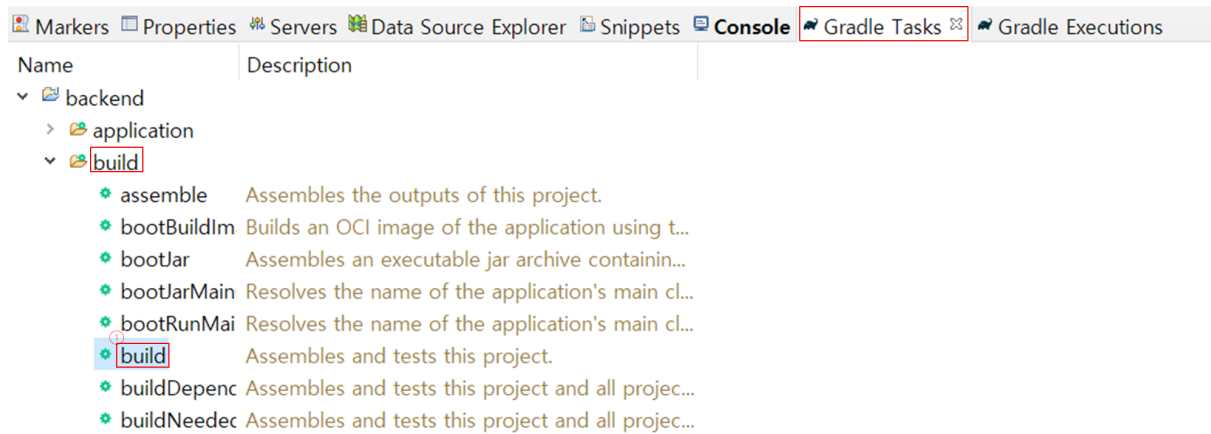 Markers Properties Servers Data Source Explorer Snippets Console Gradle Tasks Gradle Executions
Name Description
backend
application
build
assemble Assembles the outputs of this project.
bootBuildIm Builds an OCI image of the application using t...
bootJar Assembles an executable jar archive containin...
bootJarMain Resolves the name of the application's main cl...
bootRunMai Resolves the name of the application's main cl...
1
build Assembles and tests this project.
buildDepenc Assembles and tests this project and all projec...
buildNeedec Assembles and tests this project and all projec...